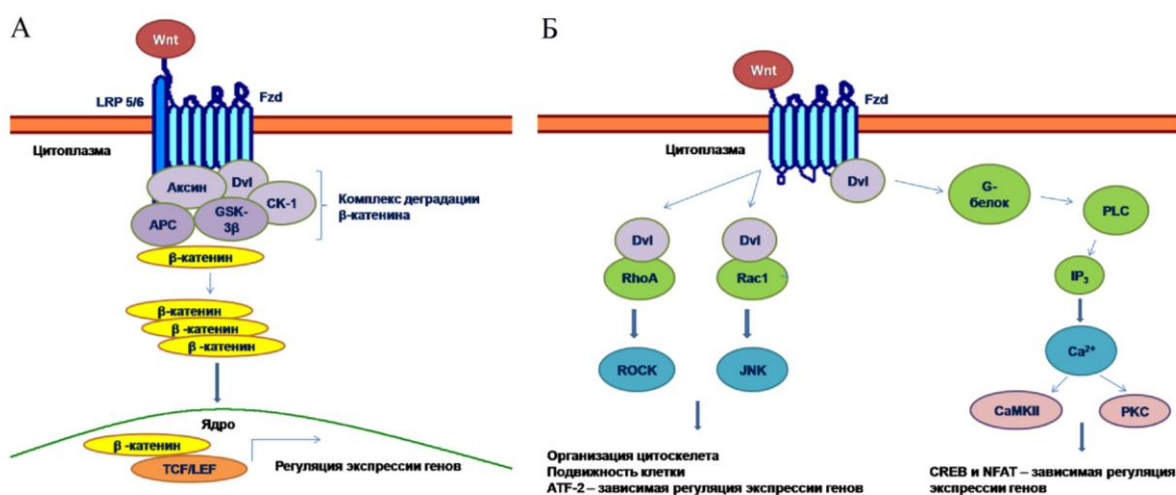 А
Wnt
LRP 5/6
Fzd
Цитоплазма
Аксин
Dvl
СК-1
APC
GSK-
3β
Комплекс деградации
β-катенина
β-катенин
β-катенин
β -катенин
β -катенин
Ядро
β -катенин
TCF/LEF
Регуляция экспрессии генов
Б
Wnt
Fzd
Цитоплазма
Dvl
G-
белок
PLC
Dvl
Dvl
RhoA
Rac1
IP3
ROCK
JNK
Ca2+
CaMKII
PKC
Организация цитоскелета
Подвижность клетки
ATF-2 – зависимая регуляция экспрессии генов
CREB и NFAT – зависимая регуляция
экспрессии генов